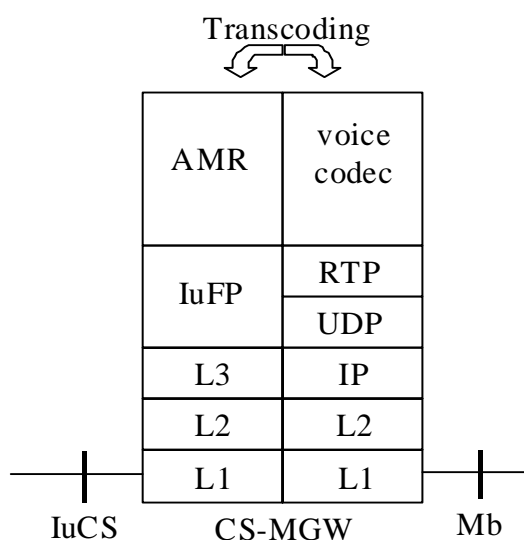 Transcoding
AMR
voice
codec
IuFP
RTP
UDP
L3
IP
L2
L2
L1
L1
IuCS
CS-MGW
Mb